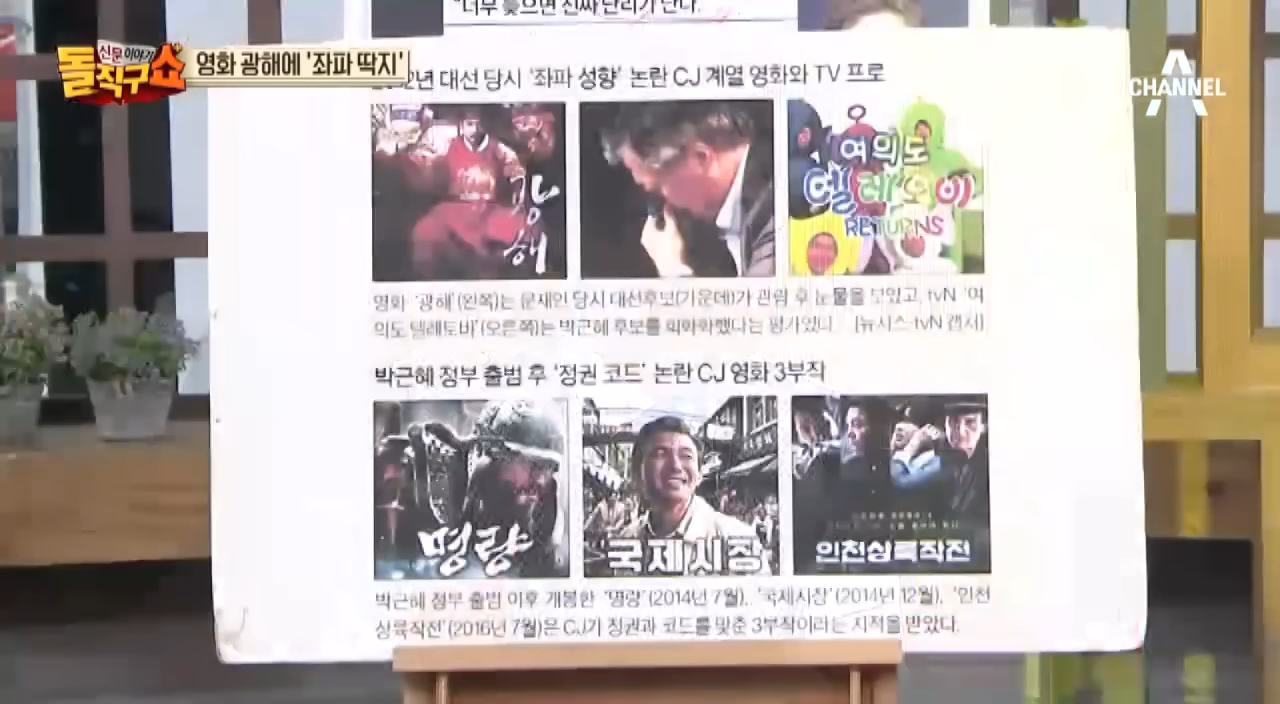 "너무 늦으면 진짜 난리가 난다."
신문이야기
돌직구쇼
영화 광해에 '좌파 딱지'
CHANNEL A
년 대선 당시 '좌파 성향' 논란 CJ 계열 영화와 TV 프로
광해
여의도
텔레토비
RETURNS
영화 '광해'(왼쪽)는 문재인 당시 대선후보(가운데)가 관람 후 눈물을 보였고, tvN '여
의도 텔레토비'(오른쪽)는 박근혜 후보를 희화화했다는 평가였다. [뉴시스·tvN 캡처]
박근혜 정부 출범 후 '정권 코드' 논란 CJ 영화 3부작
명량
국제시장
인천상륙작전
박근혜 정부 출범 이후 개봉한 '명량'(2014년 7월), '국제시장'(2014년 12월), '인천
상륙작전'(2016년 7월)은 CJ가 정권과 코드를 맞춘 3부작이라는 지적을 받았다.